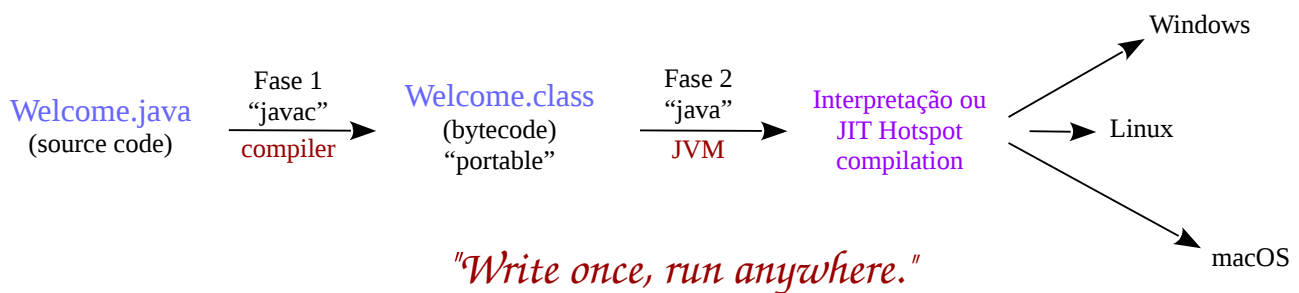 Welcome.java
(source code)
Fase 1
“javac”
compiler
Welcome.class
(bytecode)
“portable”
Fase 2
“java”
JVM
Interpretação ou
JIT Hotspot
compilation
Windows
Linux
macOS
"Write once, run anywhere."